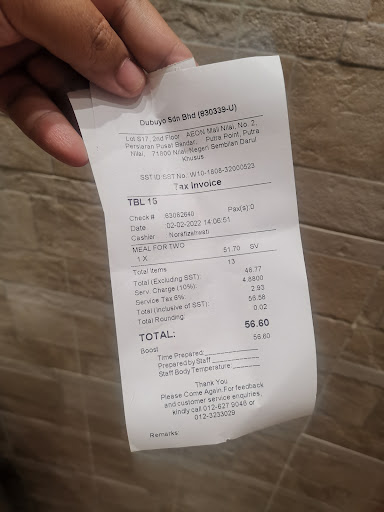 Dubuyo Sdn Bhd (930339-U)
Lot S17, 2nd Floor AEON Mall Nilai, No. 2,
Persiaran Pusat Bandar, Putra Point, Putra
Nilai, 71800 Nilai, Negeri Sembilan Darul
Khusus
SSTID/SST No. W10-1808-32000523
Tax Invoice
TBL 16
Check # 63062640 Pax(s):0
Date 02-02-2022 14:06:51
Cashier Norafizahsati
MEAL FOR TWO
1 X 51.70 SV
Total Items 13
Total (Excluding SST): 48.77
Serv. Charge (10%): 4.8800
Service Tax 6% 2.93
Total (Inclusive of SST): 56.58
Total Rounding: 0.02
TOTAL: 56.60
Boost 56.60
Time Prepared:
Prepared by Staff
Staff Body Temperature:
Thank You
Please Come Again For feedback
and customer service enquiries,
kindly call 012-627 9046 or
012-3233029
Remarks